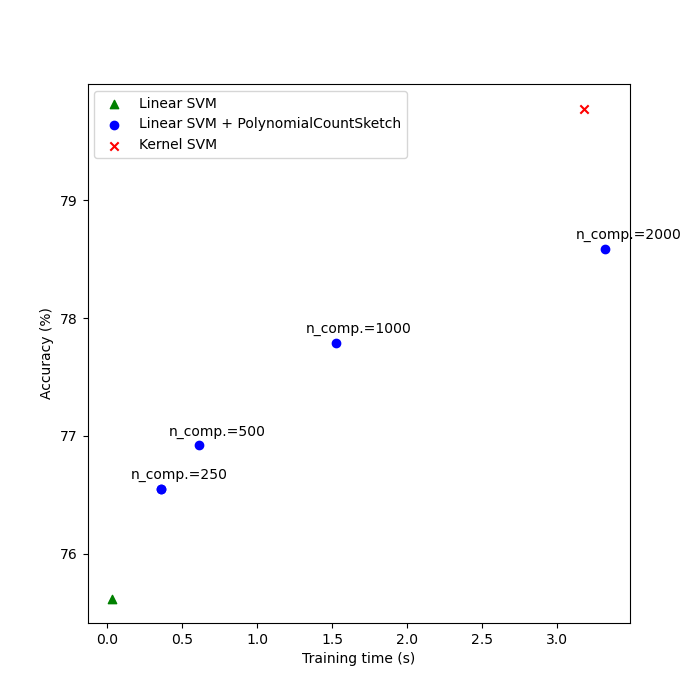 Linear SVM
Linear SVM + PolynomialCountSketch
Kernel SVM
79
78
77
76
Accuracy (%)
n_comp.=2000
n_comp.=1000
n_comp.=500
n_comp.=250
0.0 0.5 1.0 1.5 2.0 2.5 3.0
Training time (s)